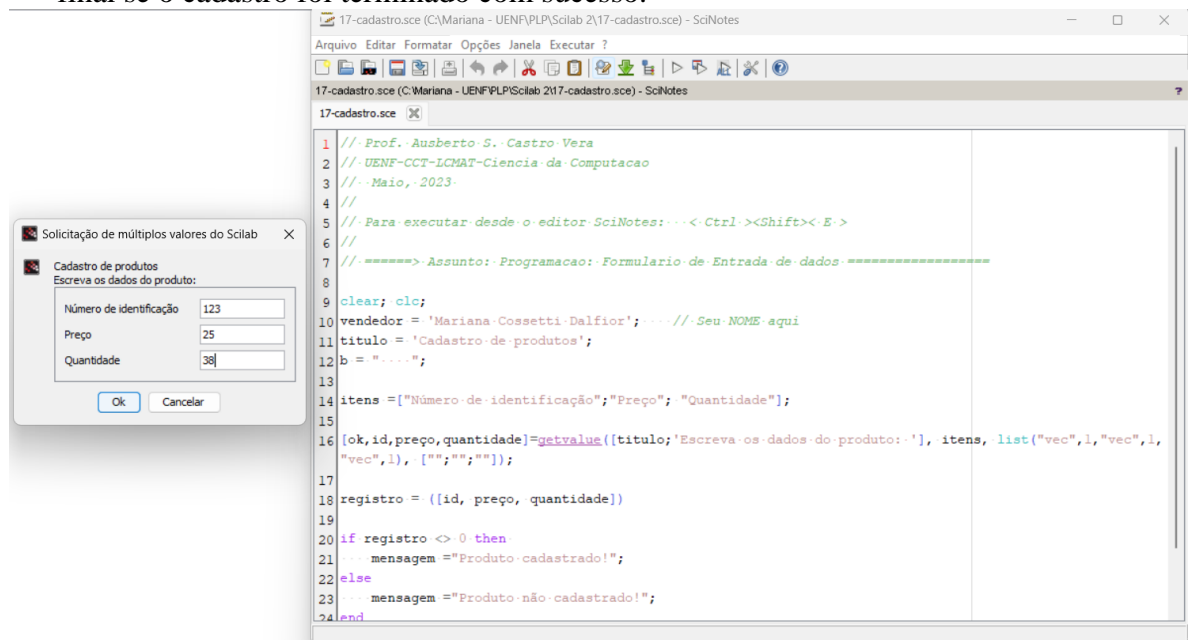 final se o cadastro foi terminado com sucesso.
17-cadastro.sce (C:\Mariana - UENF\PLP\Scilab 2\17-cadastro.sce) - SciNotes
Arquivo Editar Formatar Opções Janela Executar ?
17-cadastro.sce (C:\Mariana - UENF\PLP\Scilab 2\17-cadastro.sce) - SciNotes ?
17-cadastro.sce
1 // Prof. Ausberto S. Castro Vera
2 // UENF-CCT-LCMAT-Ciencia da Computacao
3 // Maio, 2023
4 //
5 // Para executar desde o editor SciNotes: < Ctrl ><Shift>< E >
6 //
7 // ======> Assunto: Programacao: Formulario de Entrada de dados ==================
8
9 clear; clc;
10 vendedor = 'Mariana Cossetti Dalfior'; // Seu NOME aqui
11 titulo = 'Cadastro de produtos';
12 b = "    ";
13
14 itens =["Número de identificação";"Preço"; "Quantidade"];
15
16 [ok,id,preço,quantidade]=getvalue([titulo;'Escreva os dados do produto: '], itens, list("vec",1,"vec",1,
"vec",1), ["";"";""]);
17
18 registro = ([id, preço, quantidade])
19
20 if registro <> 0 then
21 mensagem ="Produto cadastrado!";
22 else
23 mensagem ="Produto não cadastrado!";
24 end
Solicitação de múltiplos valores do Scilab
Cadastro de produtos
Escreva os dados do produto:
Número de identificação 123
Preço 25
Quantidade 38
Ok Cancelar